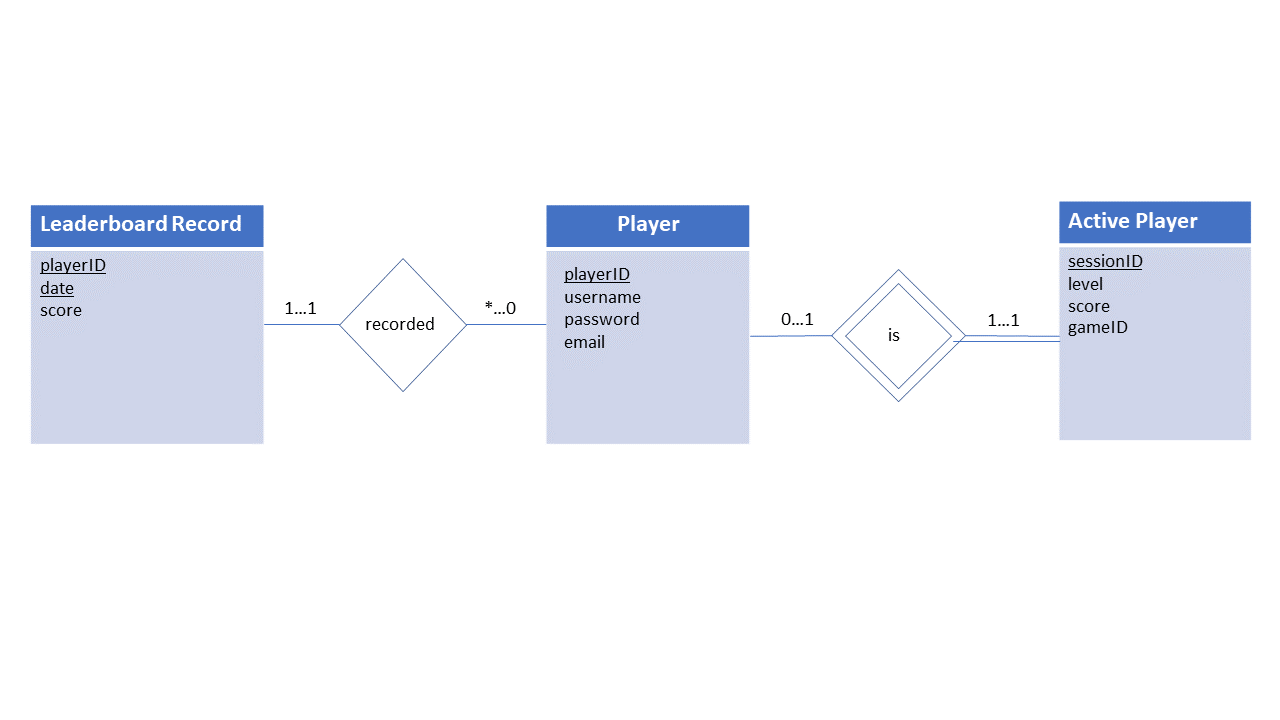 Leaderboard Record
playerID
date
score
1...1
recorded
*...0
Player
playerID
username
password
email
0...1
is
1...1
Active Player
sessionID
level
score
gameID